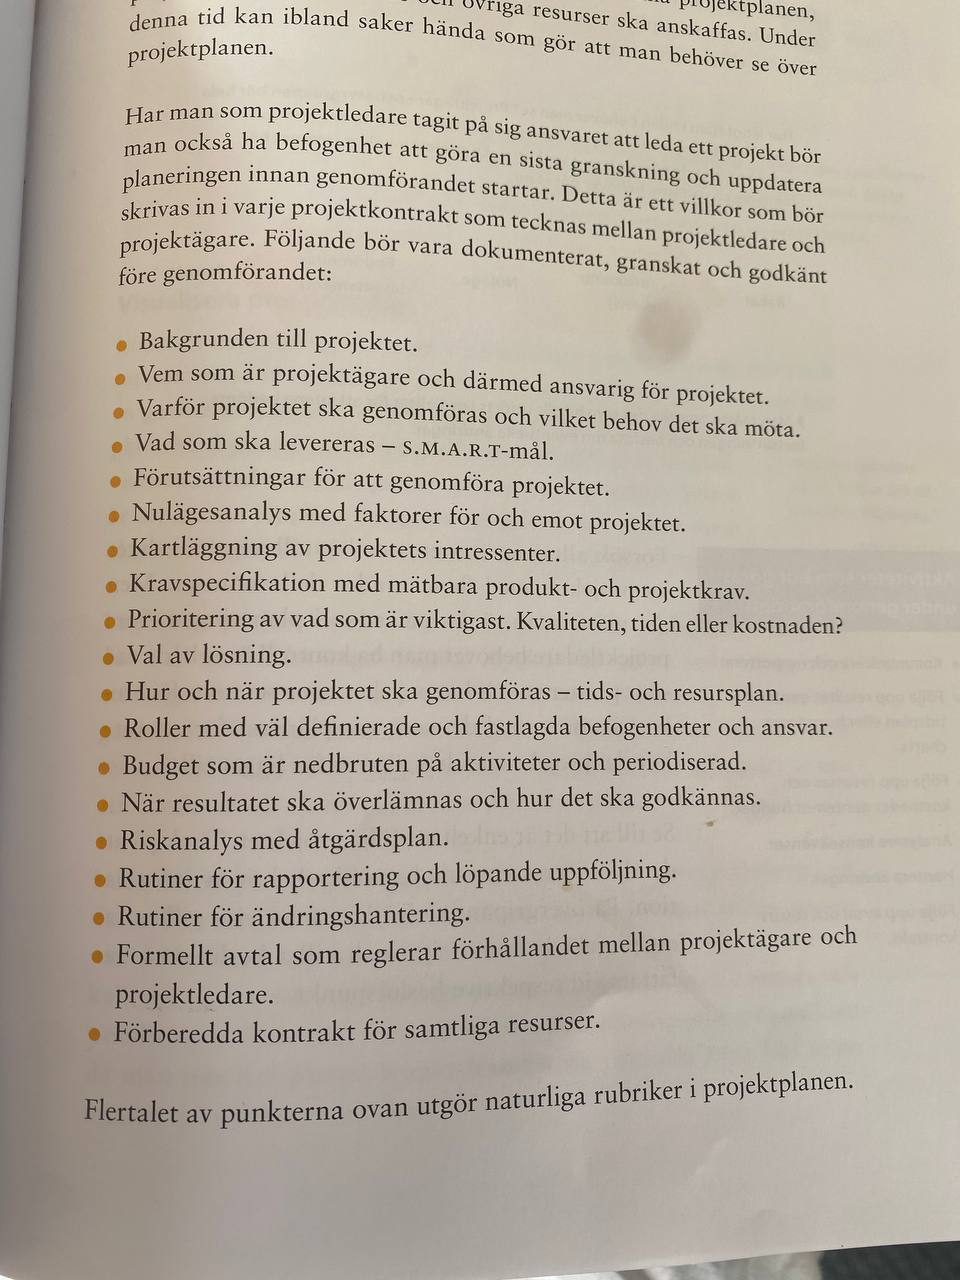 projektplanen,
övriga resurser ska anskaffas. Under
denna tid kan ibland saker hända som gör att man behöver se över
projektplanen.
Har man som projektledare tagit på sig ansvaret att leda ett projekt bör
man också ha befogenhet att göra en sista granskning och uppdatera
planeringen innan genomförandet startar. Detta är ett villkor som bör
skrivas in i varje projektkontrakt som tecknas mellan projektledare och
projektägare. Följande bör vara dokumenterat, granskat och godkänt
före genomförandet:
• Bakgrunden till projektet.
• Vem som är projektägare och därmed ansvarig för projektet.
• Varför projektet ska genomföras och vilket behov det ska möta.
• Vad som ska levereras – S.M.A.R.T-mål.
• Förutsättningar för att genomföra projektet.
• Nulägesanalys med faktorer för och emot projektet.
• Kartläggning av projektets intressenter.
• Kravspecifikation med mätbara produkt- och projektkrav.
• Prioritering av vad som är viktigast. Kvaliteten, tiden eller kostnaden?
• Val av lösning.
• Hur och när projektet ska genomföras – tids- och resursplan.
• Roller med väl definierade och fastlagda befogenheter och ansvar.
• Budget som är nedbruten på aktiviteter och periodiserad.
• När resultatet ska överlämnas och hur det ska godkännas.
• Riskanalys med åtgärdsplan.
• Rutiner för rapportering och löpande uppföljning.
• Rutiner för ändringshantering.
• Formellt avtal som reglerar förhållandet mellan projektägare och
projektledare.
• Förberedda kontrakt för samtliga resurser.
Flertalet av punkterna ovan utgör naturliga rubriker i projektplanen.